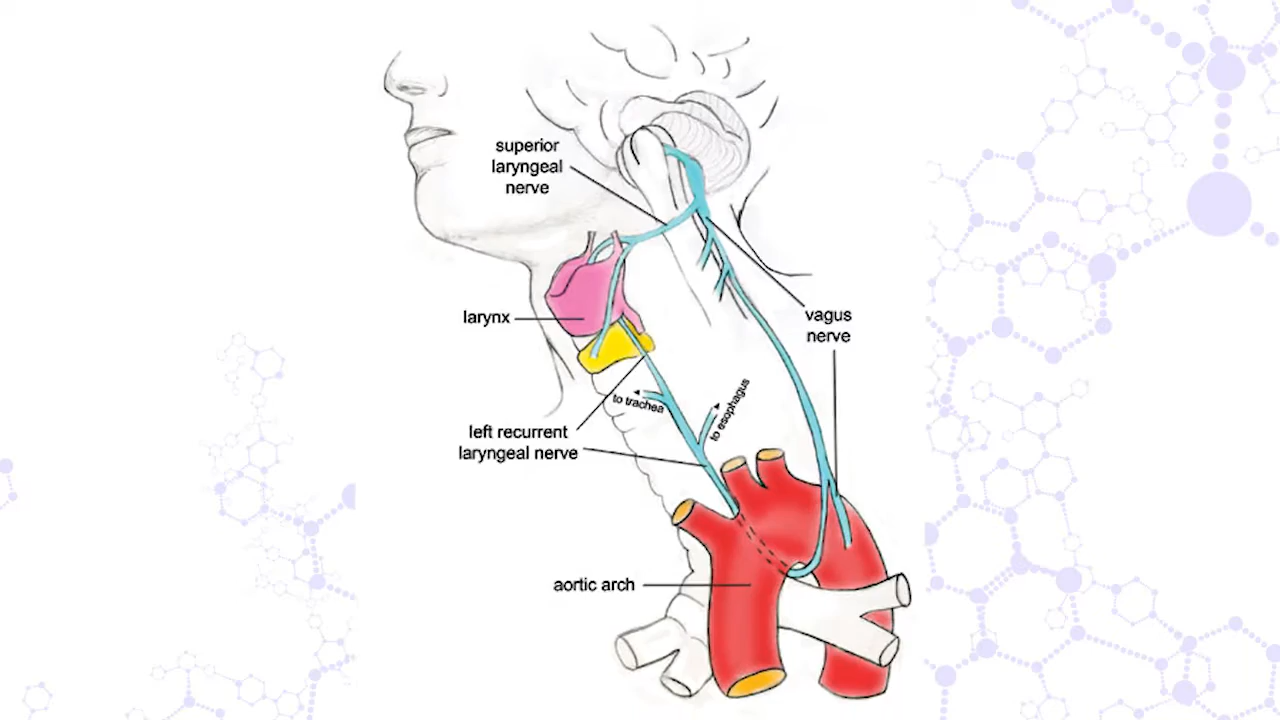 superior
laryngeal
nerve
larynx
vagus
nerve
to trachea
to esophagus
left recurrent
laryngeal nerve
aortic arch